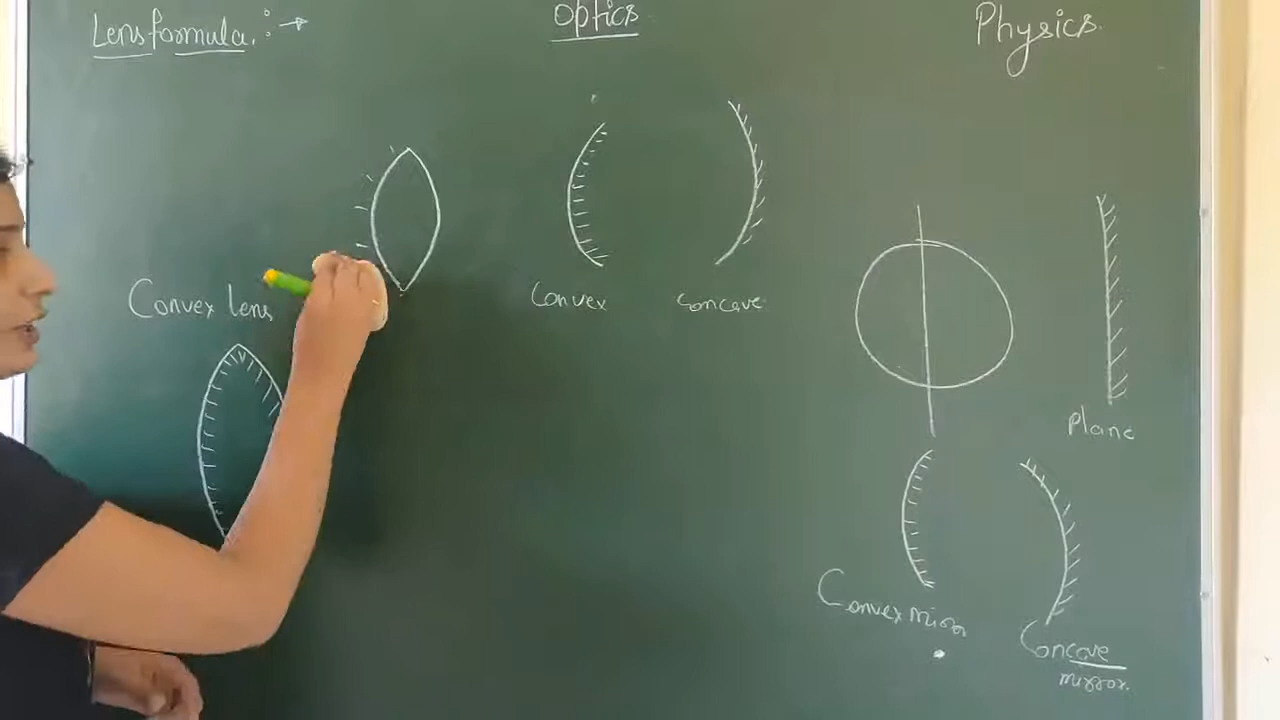 Lens formula :→
Optics
Physics
Convex Lens
Convex
Concave
Plane
Convex mirror
Concave
mirror